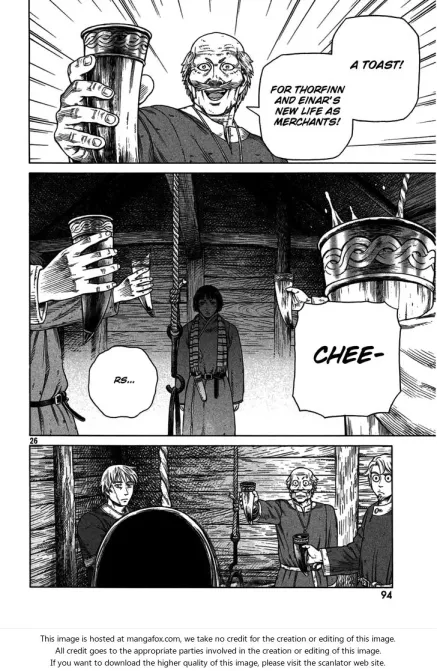 A TOAST!
FOR THORFINN
AND EINAR'S
NEW LIFE AS
MERCHANTS!
CHEE-
RS...
26
94
This image is hosted at mangafox.com, we take no credit for the creation or editing of this image.
All credit goes to the appropriate parties involved in the creation or editing of this image.
If you want to download the higher quality of this image, please visit the scanlator web site.